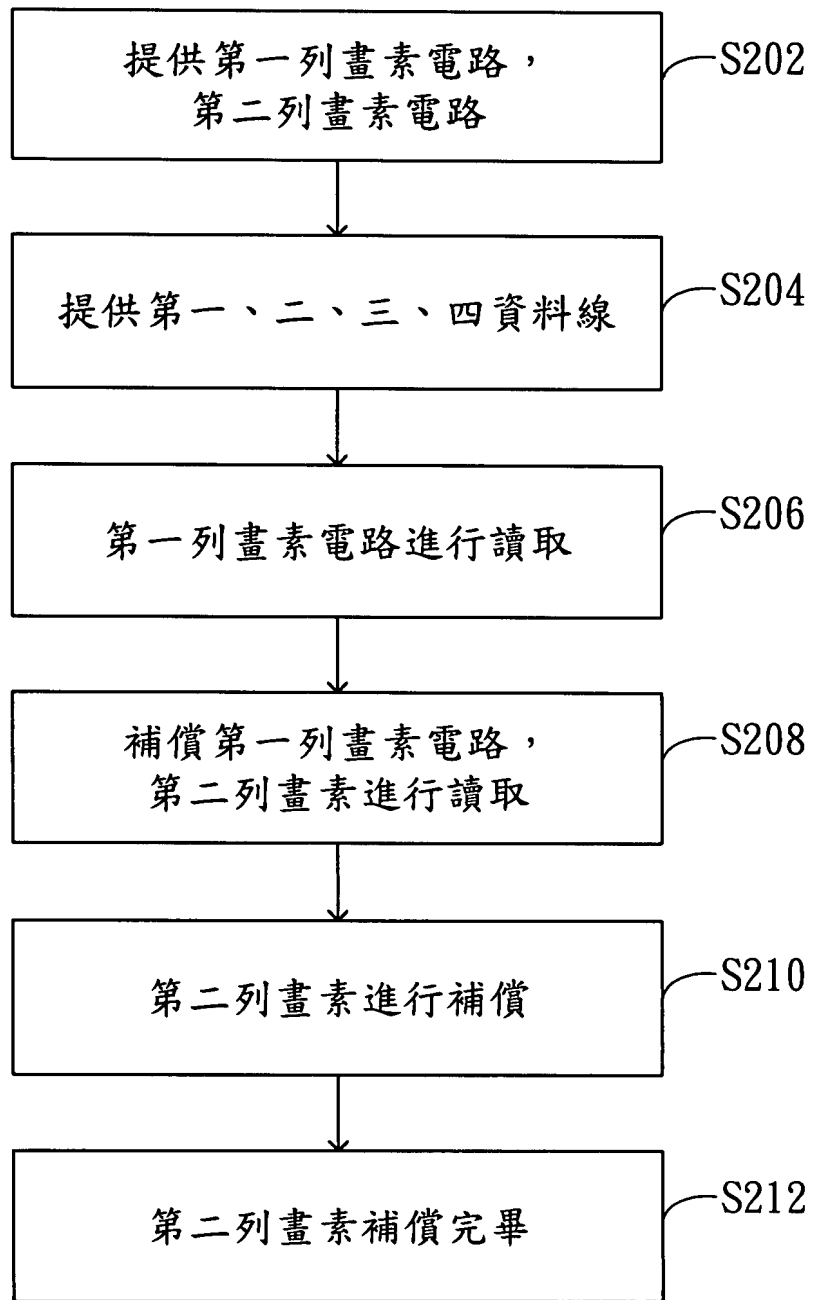 提供第一列畫素電路，
第二列畫素電路
S202
提供第一、二、三、四資料線
S204
第一列畫素電路進行讀取
S206
補償第一列畫素電路，
第二列畫素進行讀取
S208
第二列畫素進行補償
S210
第二列畫素補償完畢
S212